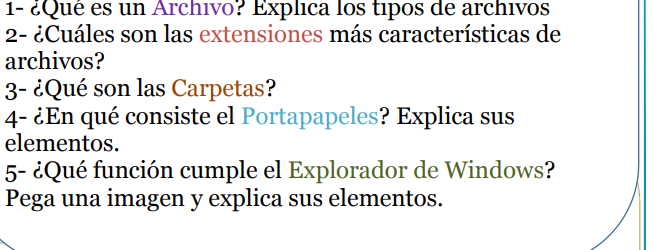 1- ¿Qué es un Archivo? Explica los tipos de archivos
2- ¿Cuáles son las extensiones más características de
archivos?
3- ¿Qué son las Carpetas?
4- ¿En qué consiste el Portapapeles? Explica sus
elementos.
5- ¿Qué función cumple el Explorador de Windows?
Pega una imagen y explica sus elementos.